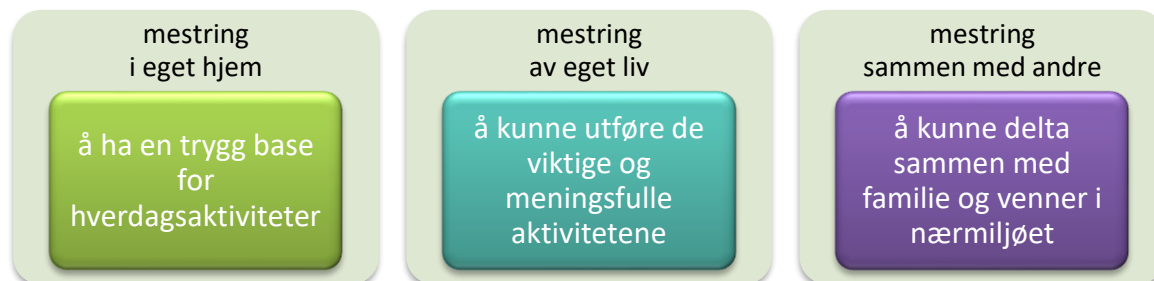 mestring
i eget hjem
å ha en trygg base
for
hverdagsaktiviteter
mestring
av eget liv
å kunne utføre de
viktige og
meningsfulle
aktivitetene
mestring
sammen med andre
å kunne delta
sammen med
familie og venner i
nærmiljøet